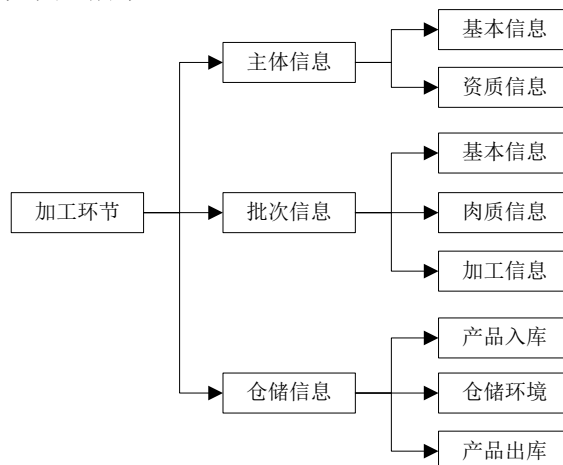 基本信息
主体信息
资质信息
基本信息
加工环节
批次信息
肉质信息
加工信息
产品入库
仓储信息
仓储环境
产品出库